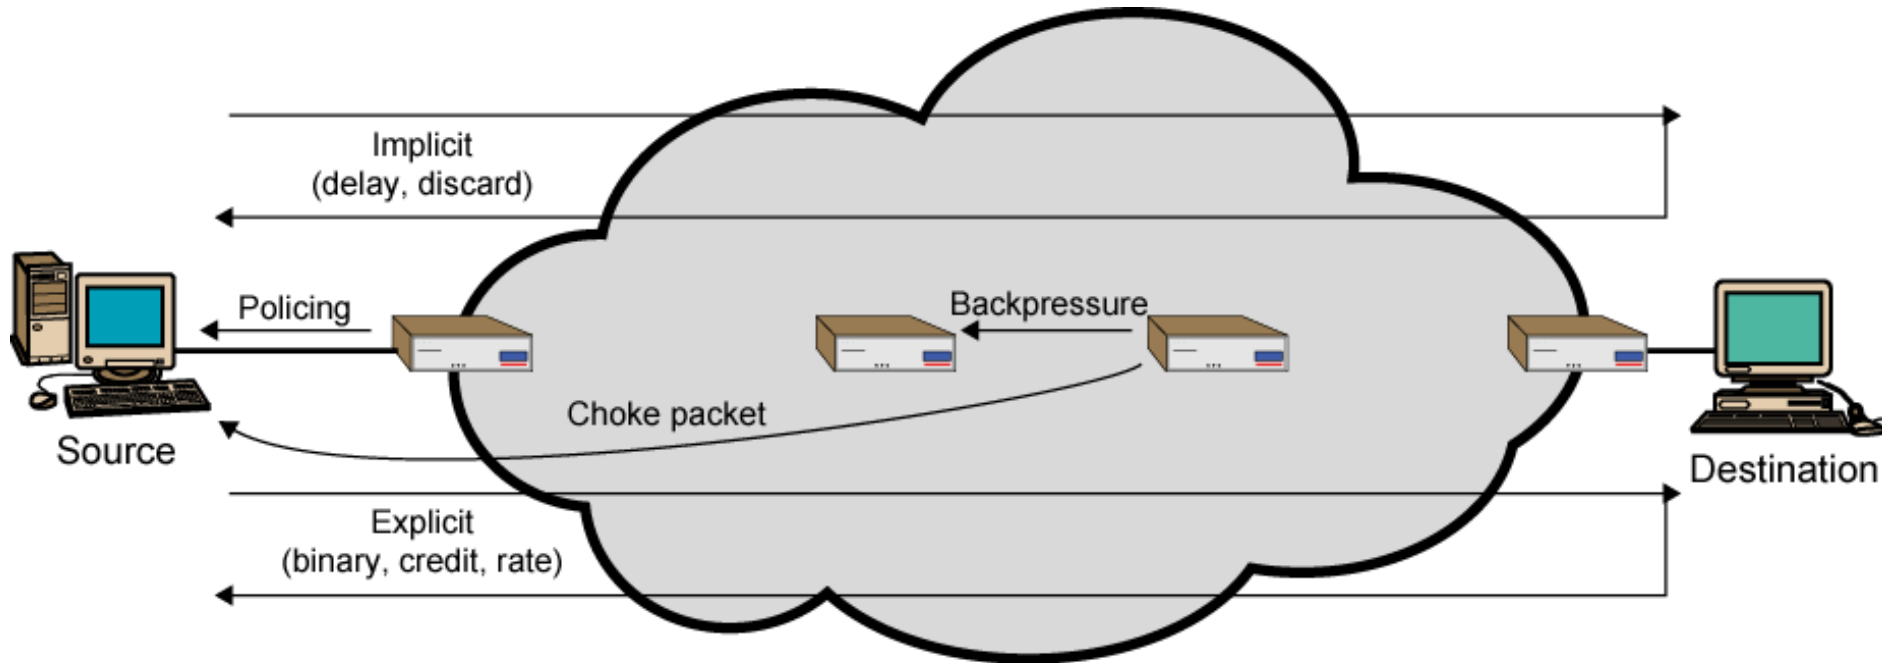 Implicit
(delay, discard)
Policing
Backpressure
Choke packet
Source
Destination
Explicit
(binary, credit, rate)